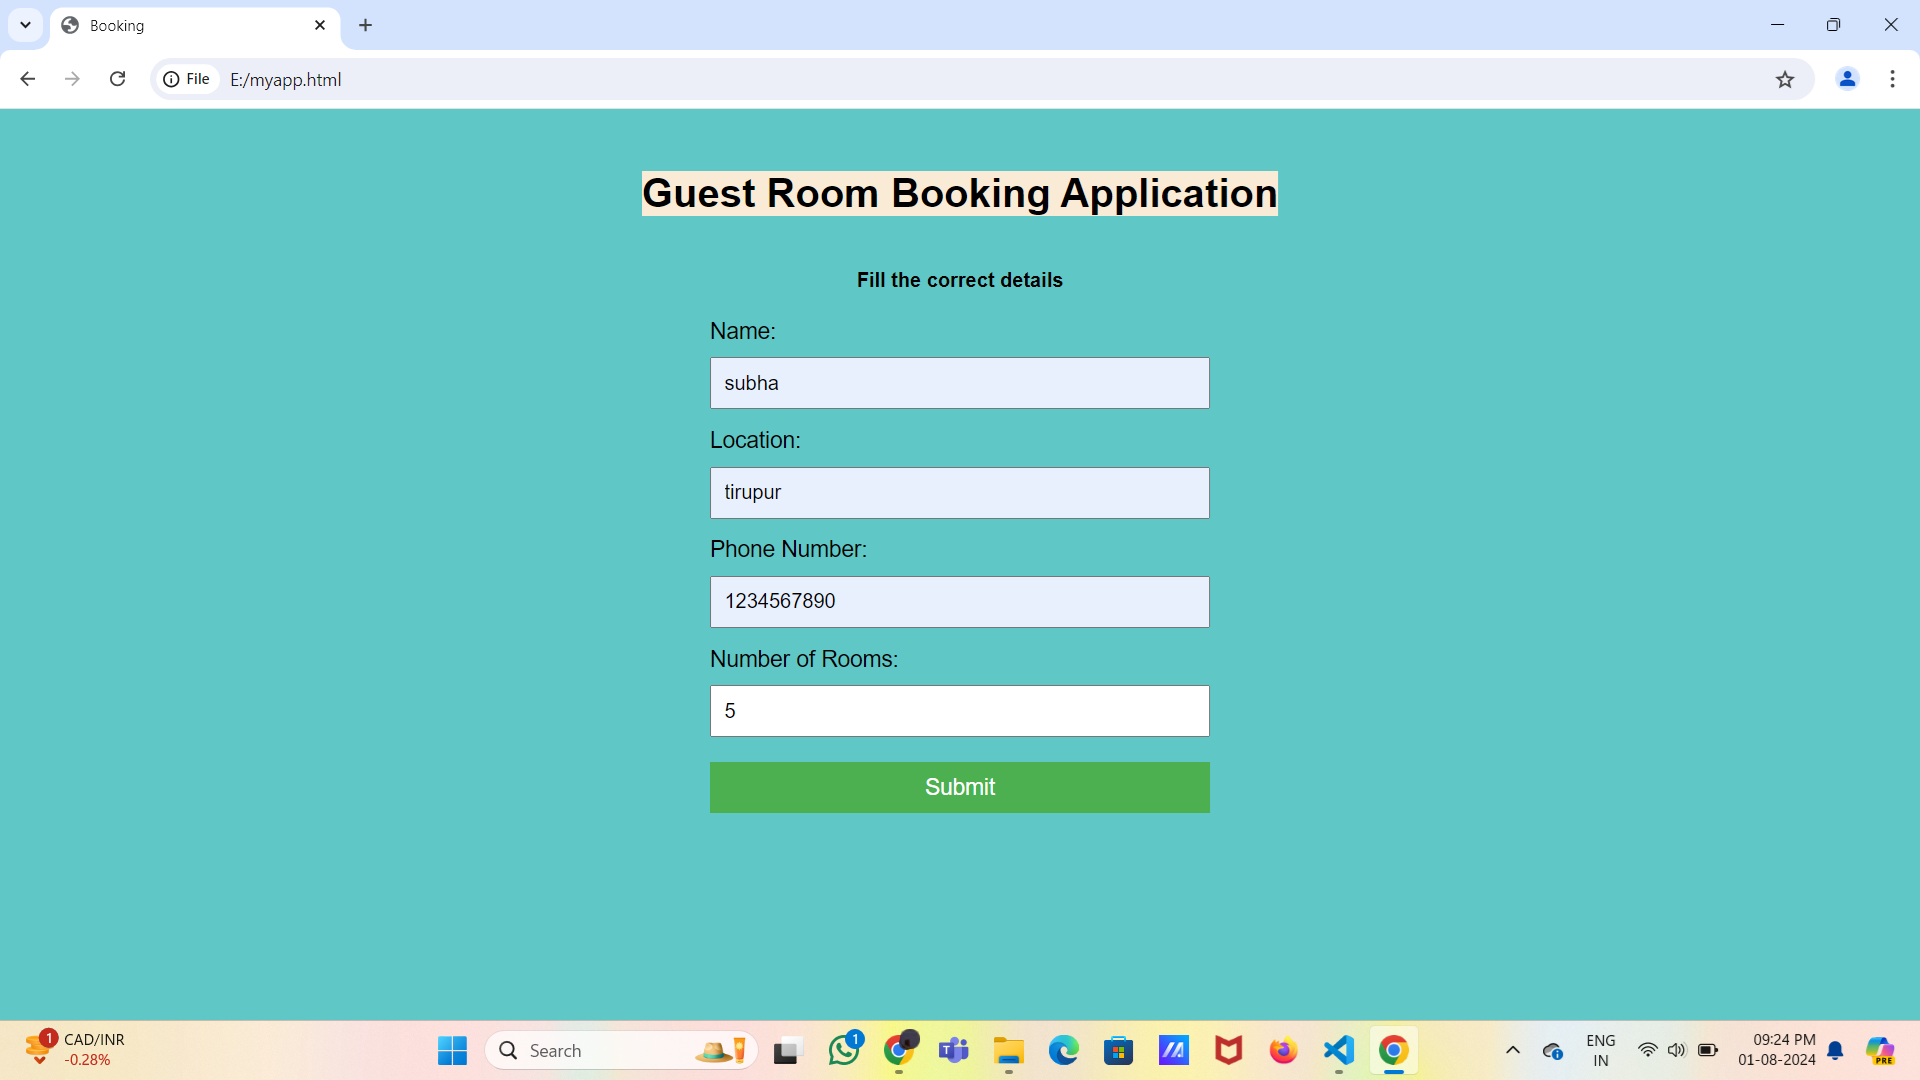 Booking
File
E:/myapp.html
Guest Room Booking Application
Fill the correct details
Name:
subha
Location:
tirupur
Phone Number:
1234567890
Number of Rooms:
5
Submit
1
CAD/INR
-0.28%
Search
1
T
PRE
ENG
IN
09:24 PM
01-08-2024